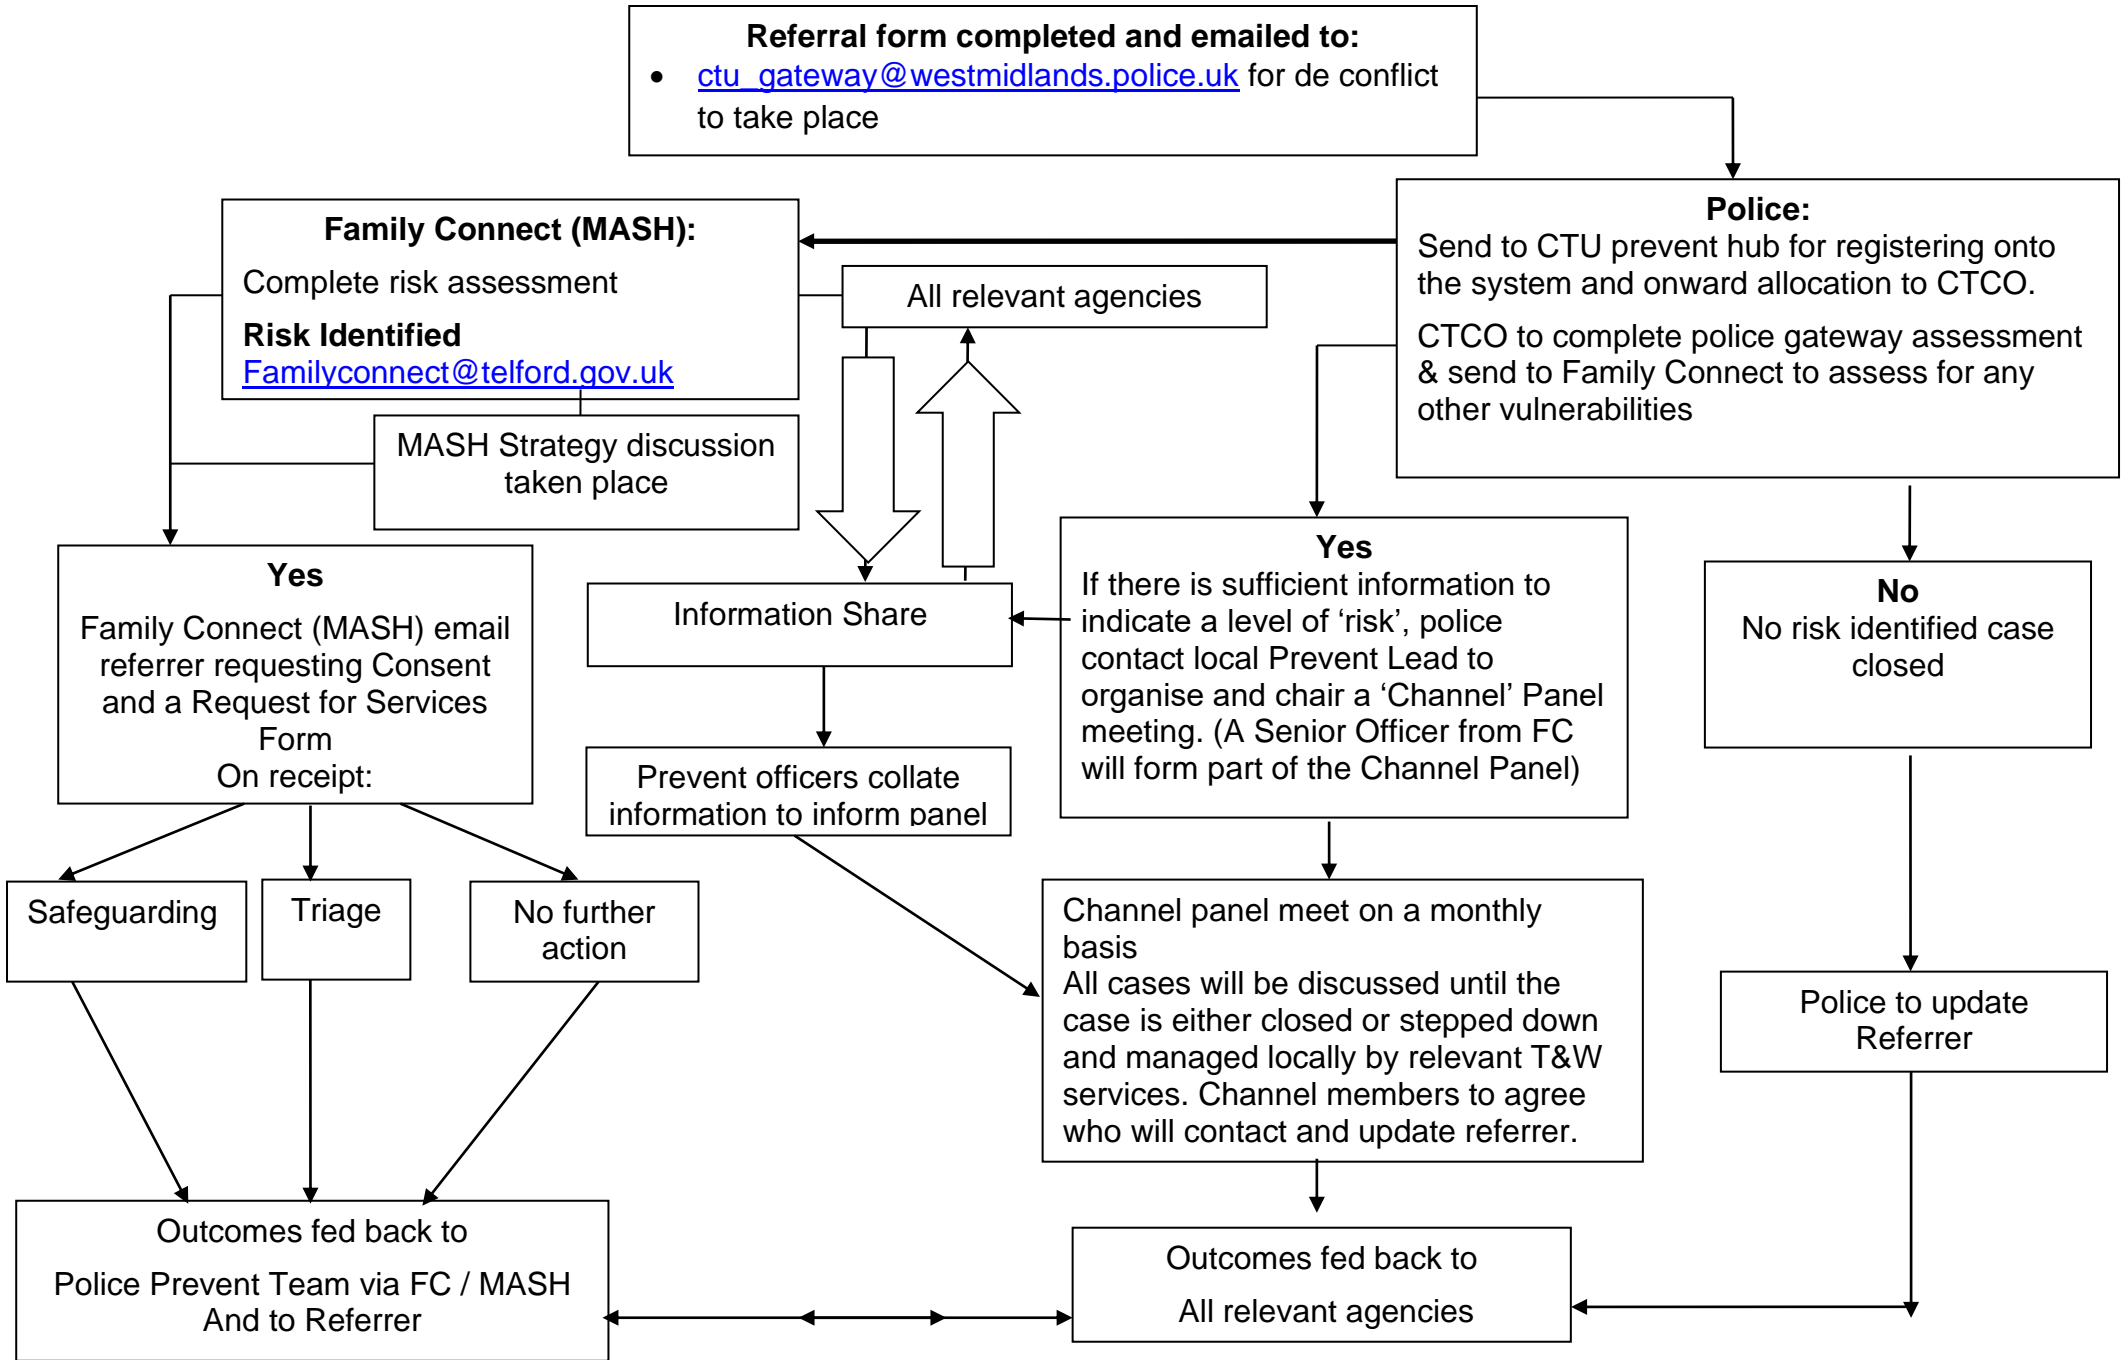 Referral form completed and emailed to:
• ctu_gateway@westmidlands.police.uk for de conflict
to take place
Police:
Send to CTU prevent hub for registering onto
the system and onward allocation to CTCO.
CTCO to complete police gateway assessment
& send to Family Connect to assess for any
other vulnerabilities
Family Connect (MASH):
Complete risk assessment
Risk Identified
Familyconnect@telford.gov.uk
All relevant agencies
MASH Strategy discussion
taken place
Yes
Family Connect (MASH) email
referrer requesting Consent
and a Request for Services
Form
On receipt:
Information Share
Yes
If there is sufficient information to
indicate a level of ‘risk’, police
contact local Prevent Lead to
organise and chair a ‘Channel’ Panel
meeting. (A Senior Officer from FC
will form part of the Channel Panel)
No
No risk identified case
closed
Prevent officers collate
information to inform panel
Safeguarding
Triage
No further
action
Channel panel meet on a monthly
basis
All cases will be discussed until the
case is either closed or stepped down
and managed locally by relevant T&W
services. Channel members to agree
who will contact and update referrer.
Police to update
Referrer
Outcomes fed back to
Police Prevent Team via FC / MASH
And to Referrer
Outcomes fed back to
All relevant agencies